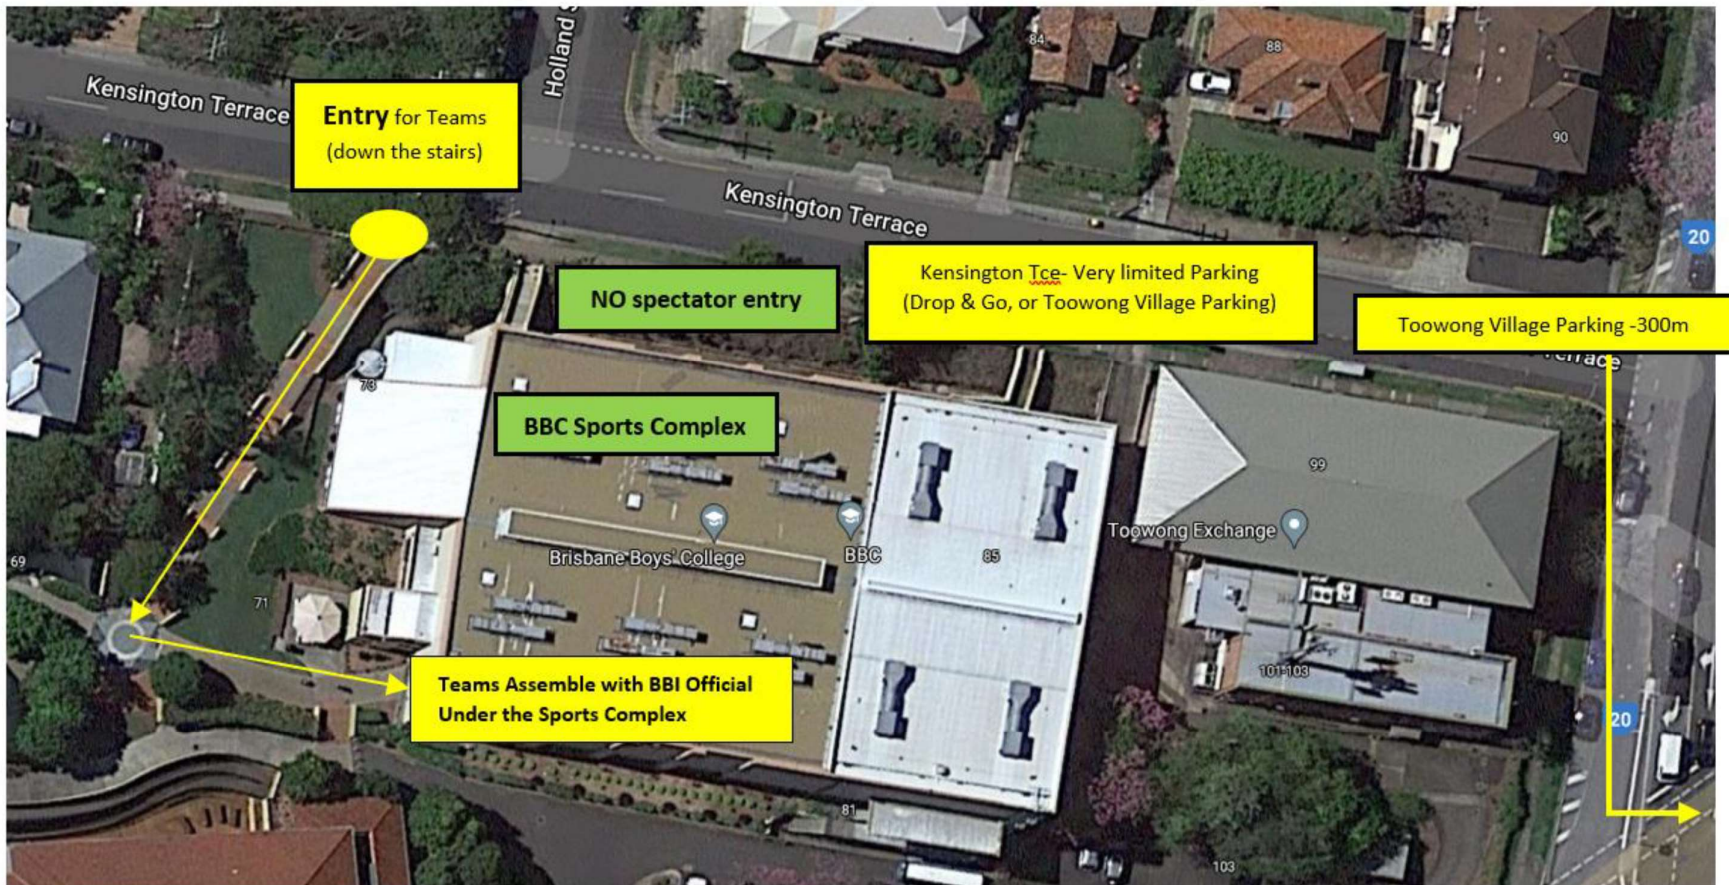 Holland S
84
88
Kensington Terrace
Entry for Teams
(down the stairs)
90
Kensington Terrace
20
Kensington Tce- Very limited Parking
(Drop & Go, or Toowong Village Parking)
NO spectator entry
Toowong Village Parking -300m
Terrace
73
BBC Sports Complex
99
Toowong Exchange
Brisbane Boys' College
BBC
85
69
71
101-103
Teams Assemble with BBI Official
Under the Sports Complex
20
81
103